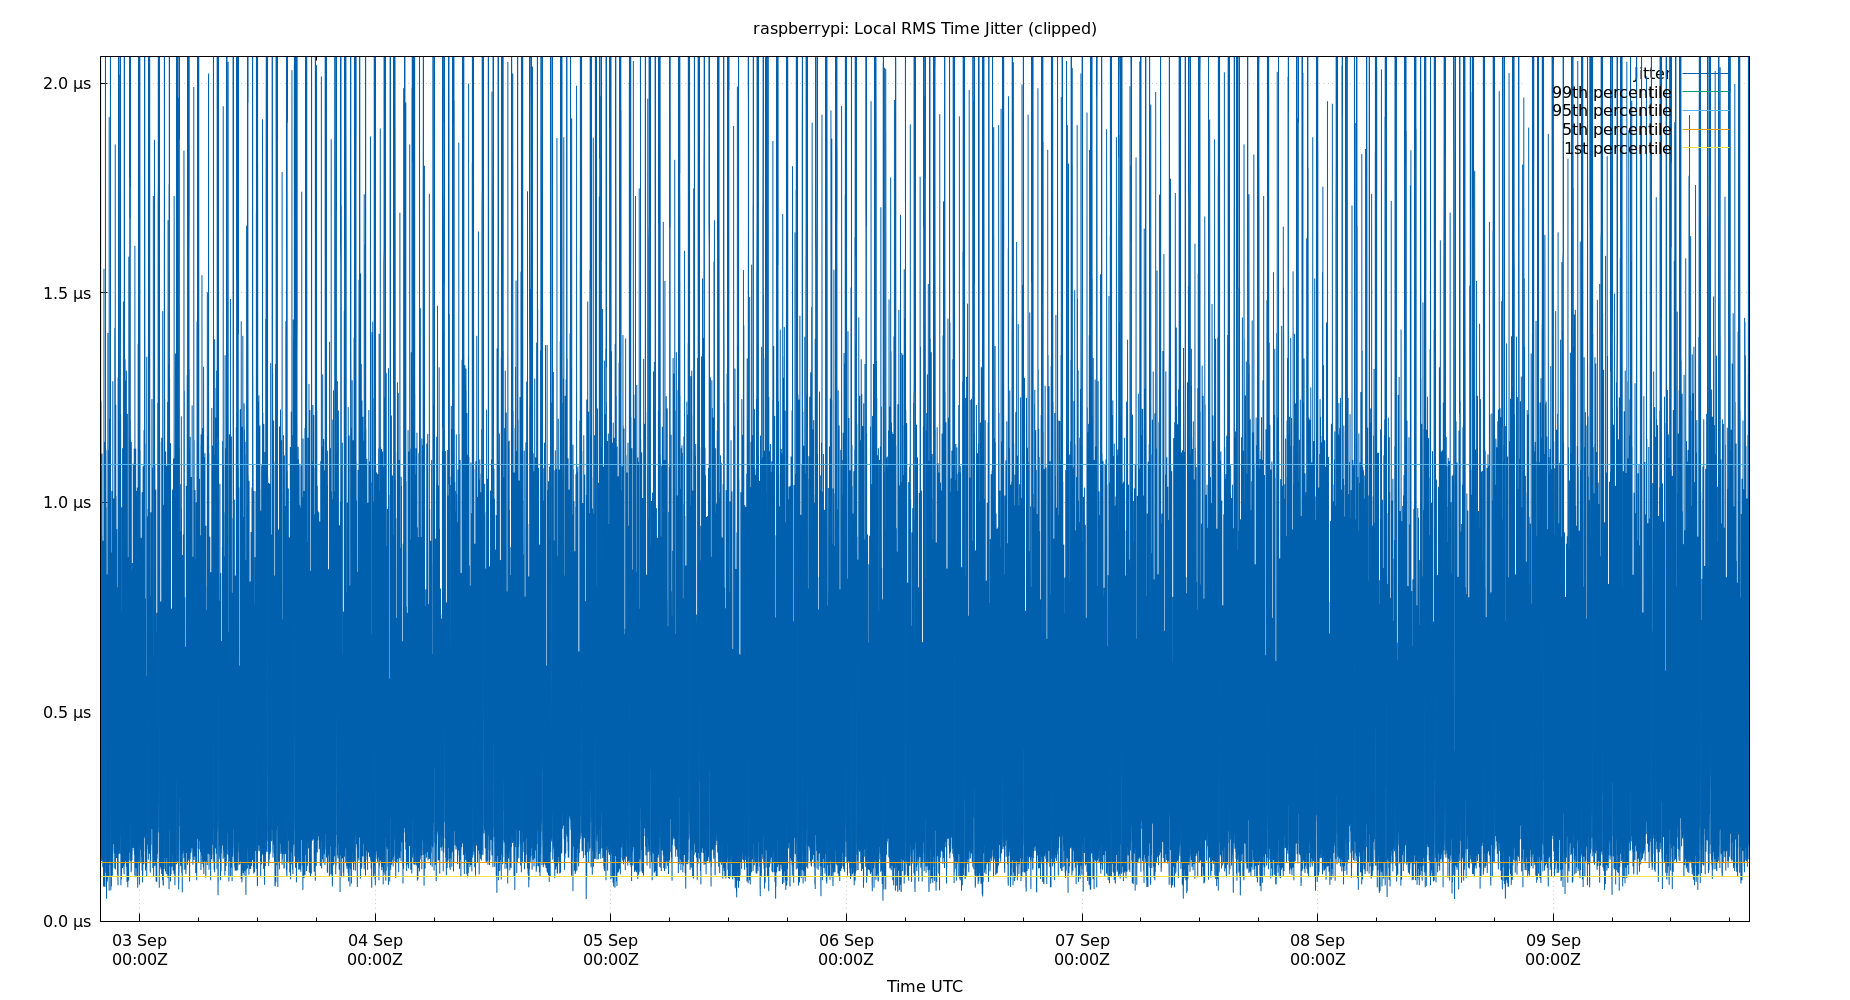 raspberrypi: Local RMS Time Jitter (clipped)
2.0 µs
1.5 µs
1.0 µs
0.5 µs
0.0 µs
jitter
99th percentile
95th percentile
5th percentile
1st percentile
03 Sep 04 Sep 05 Sep 06 Sep 07 Sep 08 Sep 09 Sep
00:00Z 00:00Z 00:00Z 00:00Z 00:00Z 00:00Z 00:00Z
Time UTC